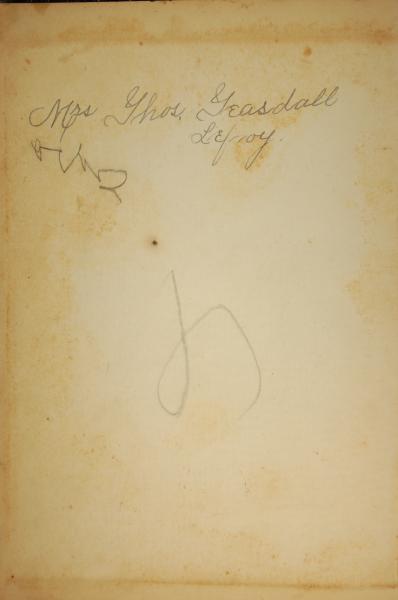 Mrs Thos. Teasdall
Lefroy.